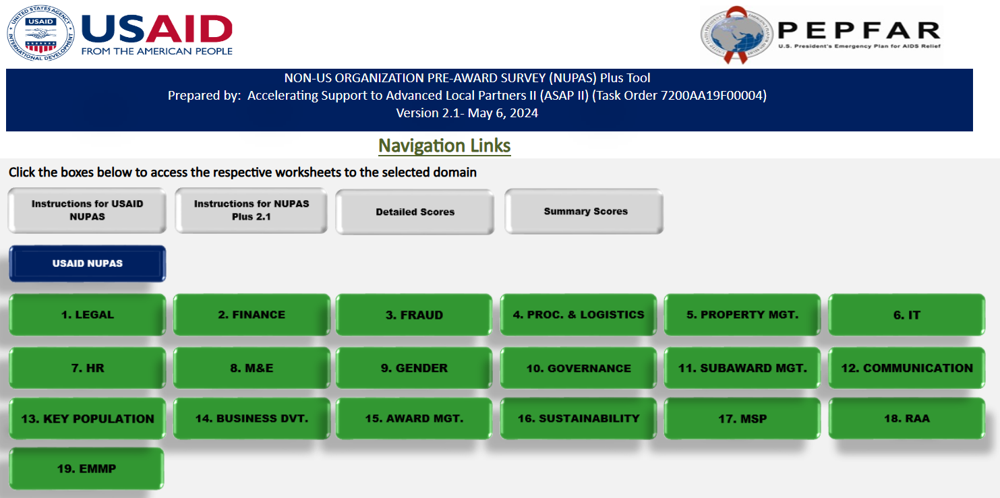 UNITED STATES AGENCY
USAID
INTERNATIONAL DEVELOPMENT
USAID
FROM THE AMERICAN PEOPLE
PEPFAR
U.S. President's Emergency Plan for AIDS Relief
NON-US ORGANIZATION PRE-AWARD SURVEY (NUPAS) Plus Tool
Prepared by:  Accelerating Support to Advanced Local Partners II (ASAP II) (Task Order 7200AA19F00004)
Version 2.1- May 6, 2024
Navigation Links
Click the boxes below to access the respective worksheets to the selected domain
Instructions for USAID
NUPAS
Instructions for NUPAS
Plus 2.1
Detailed Scores
Summary Scores
USAID NUPAS
1. LEGAL
2. FINANCE
3. FRAUD
4. PROC. & LOGISTICS
5. PROPERTY MGT.
6. IT
7. HR
8. M&E
9. GENDER
10. GOVERNANCE
11. SUBAWARD MGT.
12. COMMUNICATION
13. KEY POPULATION
14. BUSINESS DVT.
15. AWARD MGT.
16. SUSTAINABILITY
17. MSP
18. RAA
19. EMMP